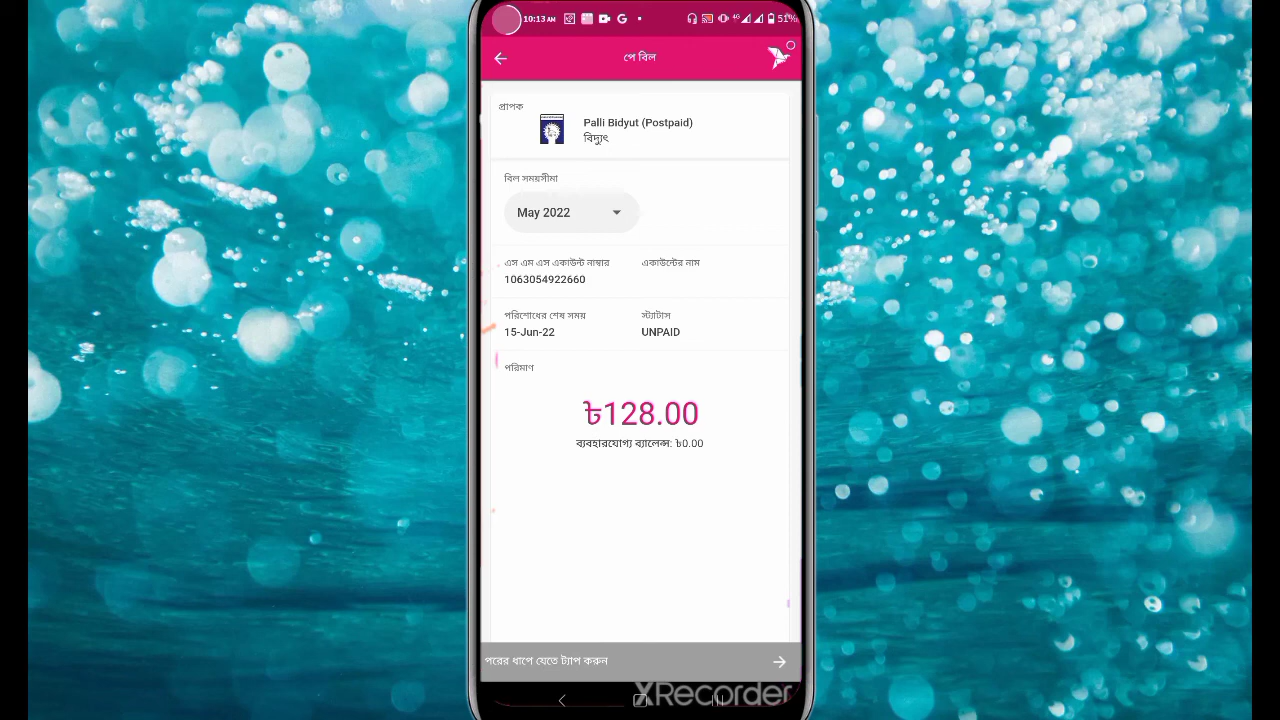 10:13 AM
4G
51%
পে বিল
প্রাপক
Palli Bidyut (Postpaid)
বিদ্যুৎ
বিল সময়সীমা
May 2022
এস এম এস একাউন্ট নাম্বার
একাউন্টের নাম
1063054922660
পরিশোধের শেষ সময়
স্ট্যাটাস
15-Jun-22
UNPAID
পরিমাণ
৳128.00
ব্যবহারযোগ্য ব্যালেন্স: ৳0.00
পরের ধাপে যেতে ট্যাপ করুন
XRecorder